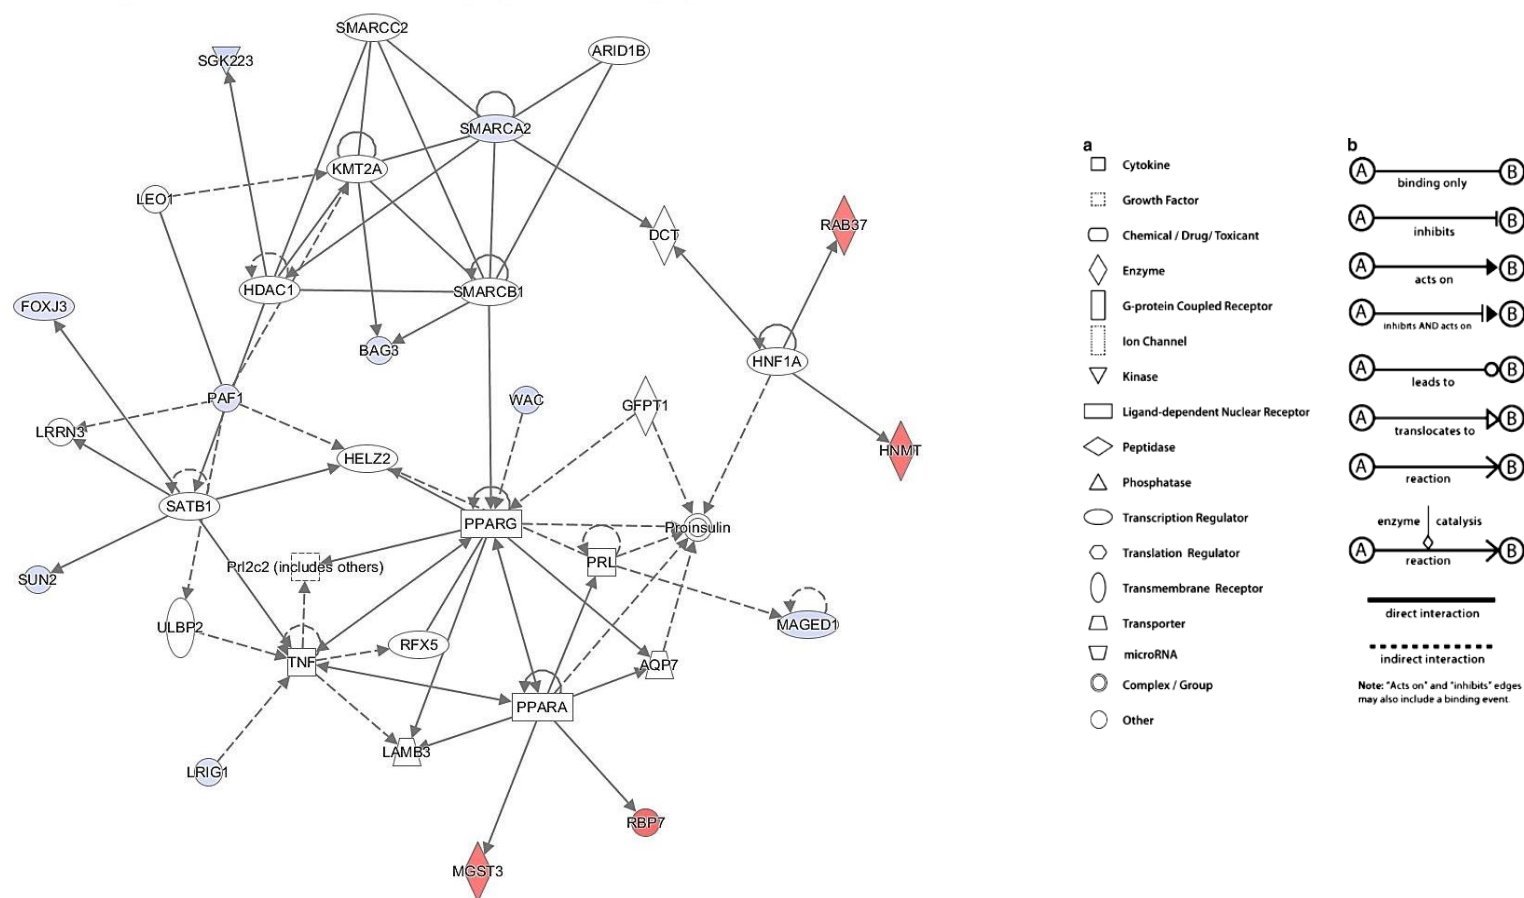 SMARCC2
ARID1B
SGK223
SMARCA2
KMT2A
LEO1
DCT
RAB37
HDAC1
SMARCB1
FOXJ3
BAG3
HNF1A
PAF1
WAC
GFPT1
LRRN3
HELZ2
HNMT
SATB1
PPARG
Proinsulin
PRL
Prl2c2 (includes others)
SUN2
ULBP2
MAGED1
RFX5
TNF
AQP7
PPARA
LAMB3
LRIG1
RBP7
MGST3
a
Cytokine
Growth Factor
Chemical / Drug/ Toxicant
Enzyme
G-protein Coupled Receptor
Ion Channel
Kinase
Ligand-dependent Nuclear Receptor
Peptidase
Phosphatase
Transcription Regulator
Translation Regulator
Transmembrane Receptor
Transporter
microRNA
Complex / Group
Other
b
A B
binding only
A B
inhibits
A B
acts on
A B
inhibits AND acts on
A B
leads to
A B
translocates to
A B
reaction
enzyme catalysis
A B
reaction
direct interaction
indirect interaction
Note: "Acts on" and "inhibits" edges
may also include a binding event.